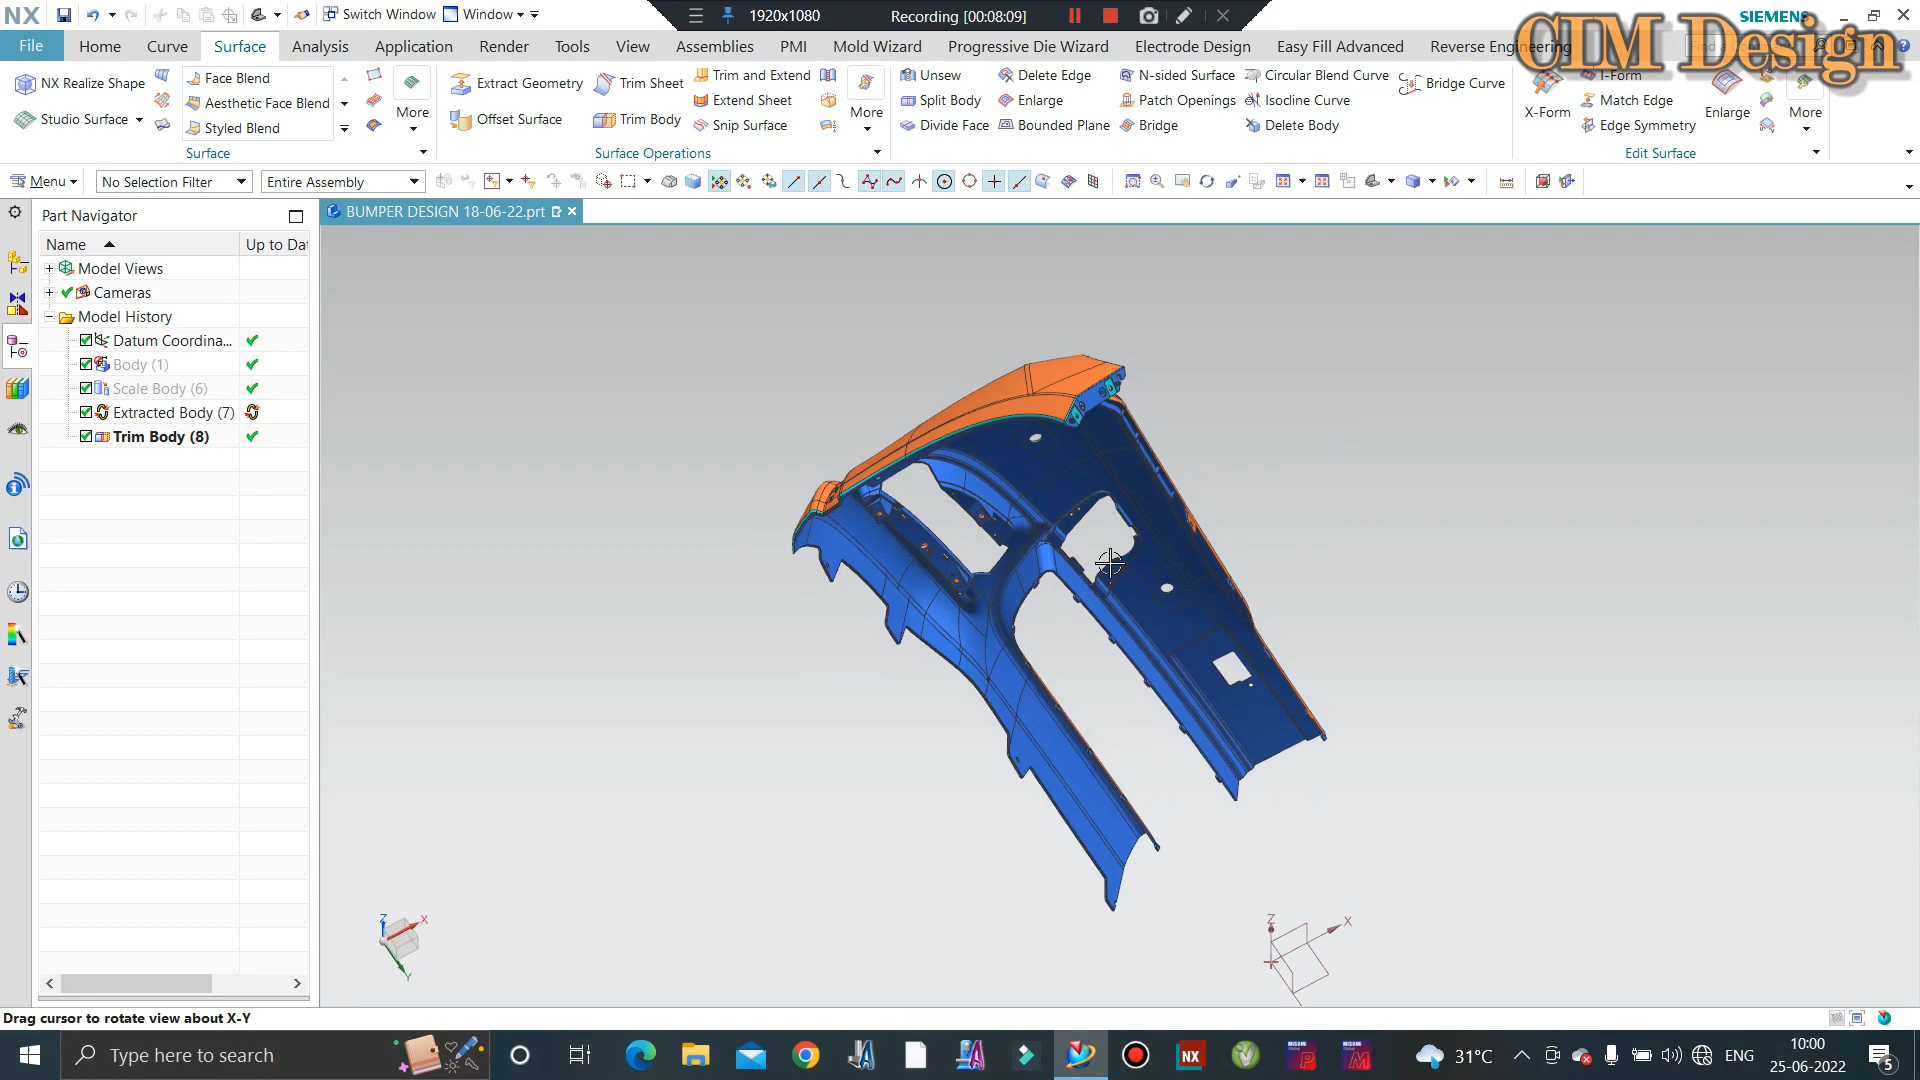 NX Switch Window Window 1920x1080 Recording [00:08:09] SIEMENS
CIM Design
File Home Curve Surface Analysis Application Render Tools View Assemblies PMI Mold Wizard Progressive Die Wizard Electrode Design Easy Fill Advanced Reverse Engineering
NX Realize Shape Face Blend Extract Geometry Trim Sheet Trim and Extend Unsew Delete Edge N-sided Surface Circular Blend Curve Bridge Curve I-Form
Aesthetic Face Blend More Extend Sheet More Split Body Enlarge Patch Openings Isocline Curve X-Form Match Edge Enlarge More
Studio Surface Styled Blend Offset Surface Trim Body Snip Surface Divide Face Bounded Plane Bridge Delete Body Edge Symmetry
Surface Surface Operations Edit Surface
Menu No Selection Filter Entire Assembly
Part Navigator BUMPER DESIGN 18-06-22.prt
Name Up to Dat
Model Views
Cameras
Model History
Datum Coordina...
Body (1)
Scale Body (6)
Extracted Body (7)
Trim Body (8)
Z X Y
Z X
Drag cursor to rotate view about X-Y
Type here to search NX P M 31°C ENG 10:00
25-06-2022 5